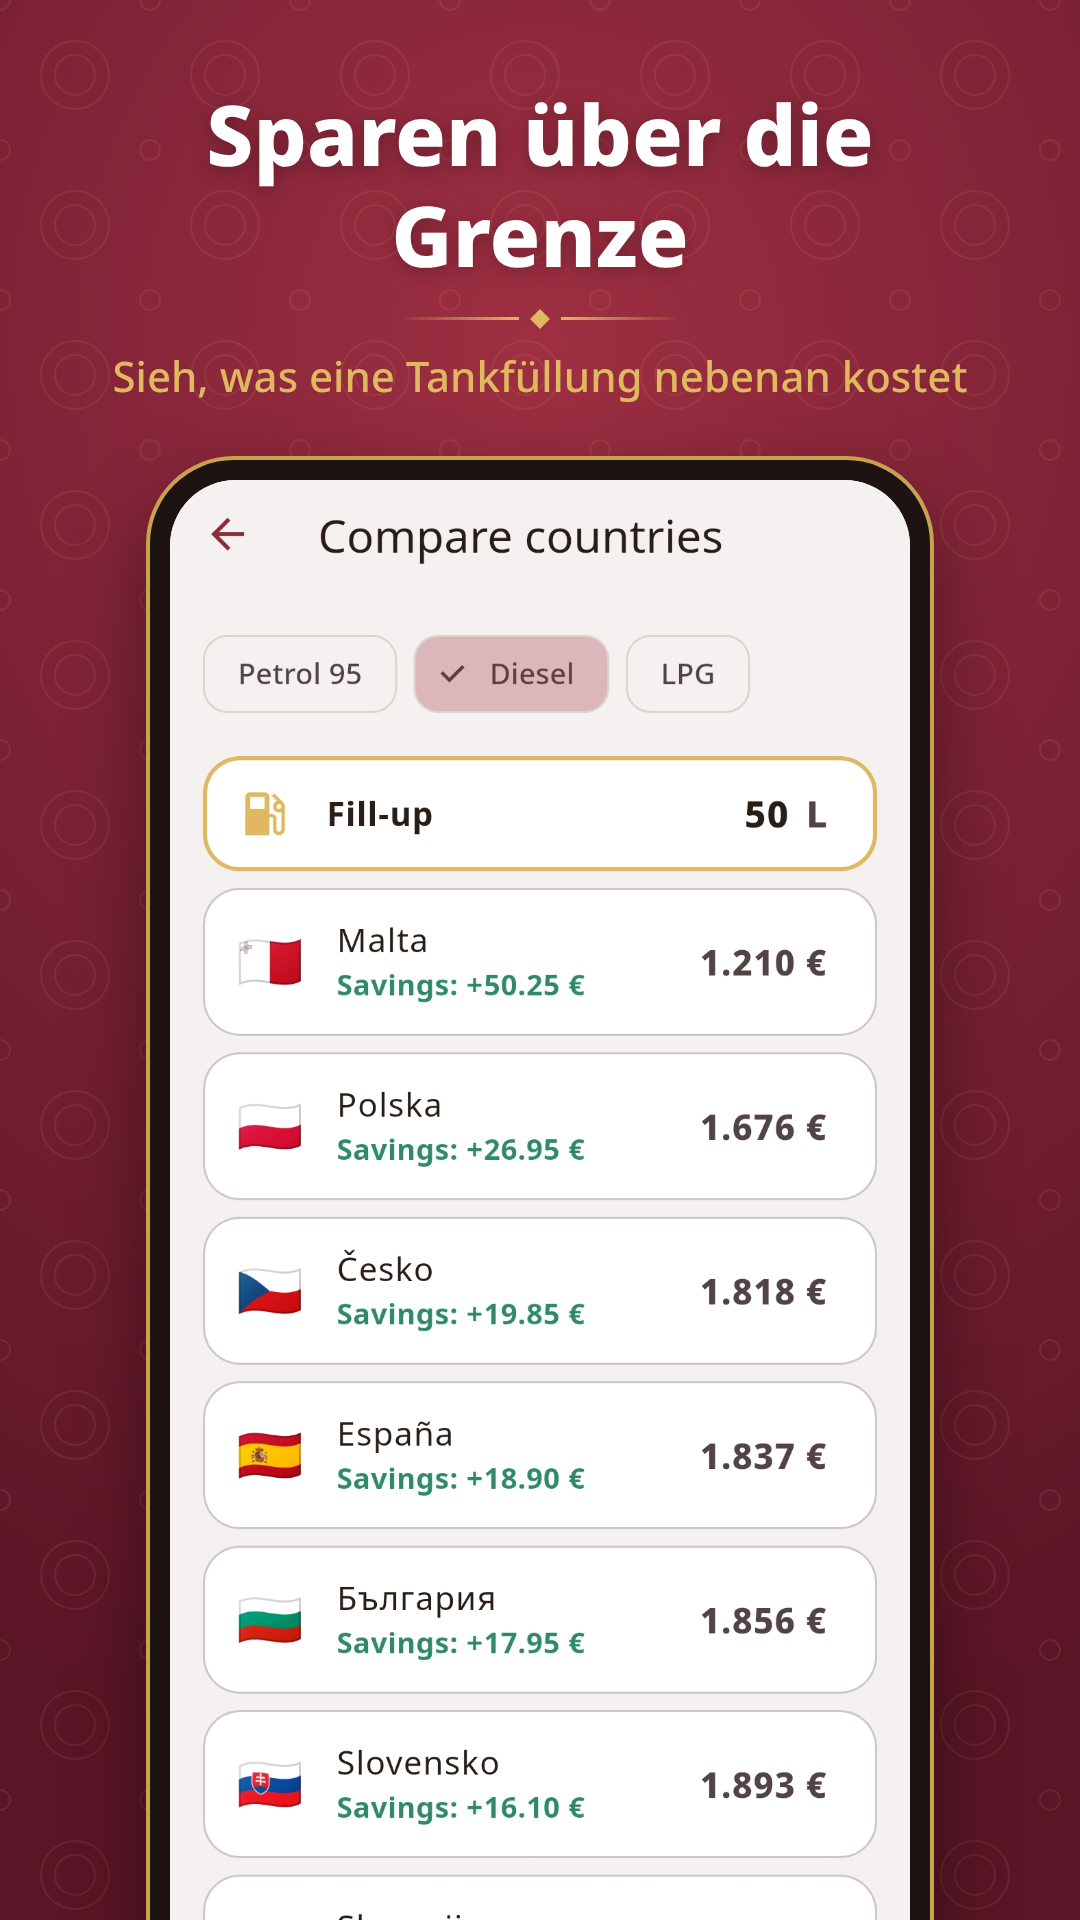 Sparen über die
Grenze
Sieh, was eine Tankfüllung nebenan kostet
Compare countries
Petrol 95
Diesel
LPG
Fill-up
50 L
Malta
Savings: +50.25 €
1.210 €
Polska
Savings: +26.95 €
1.676 €
Česko
Savings: +19.85 €
1.818 €
España
Savings: +18.90 €
1.837 €
България
Savings: +17.95 €
1.856 €
Slovensko
Savings: +16.10 €
1.893 €